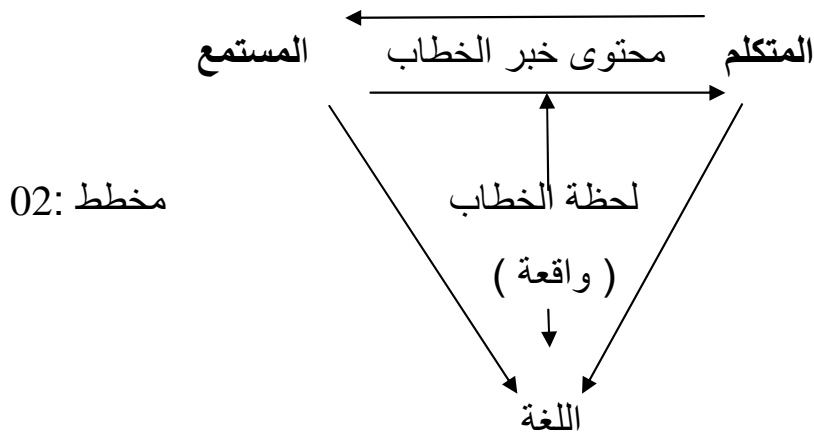 المتكلم محتوى خبر الخطاب المستمع
لحظة الخطاب
مخطط :02
( واقعة )
اللغة